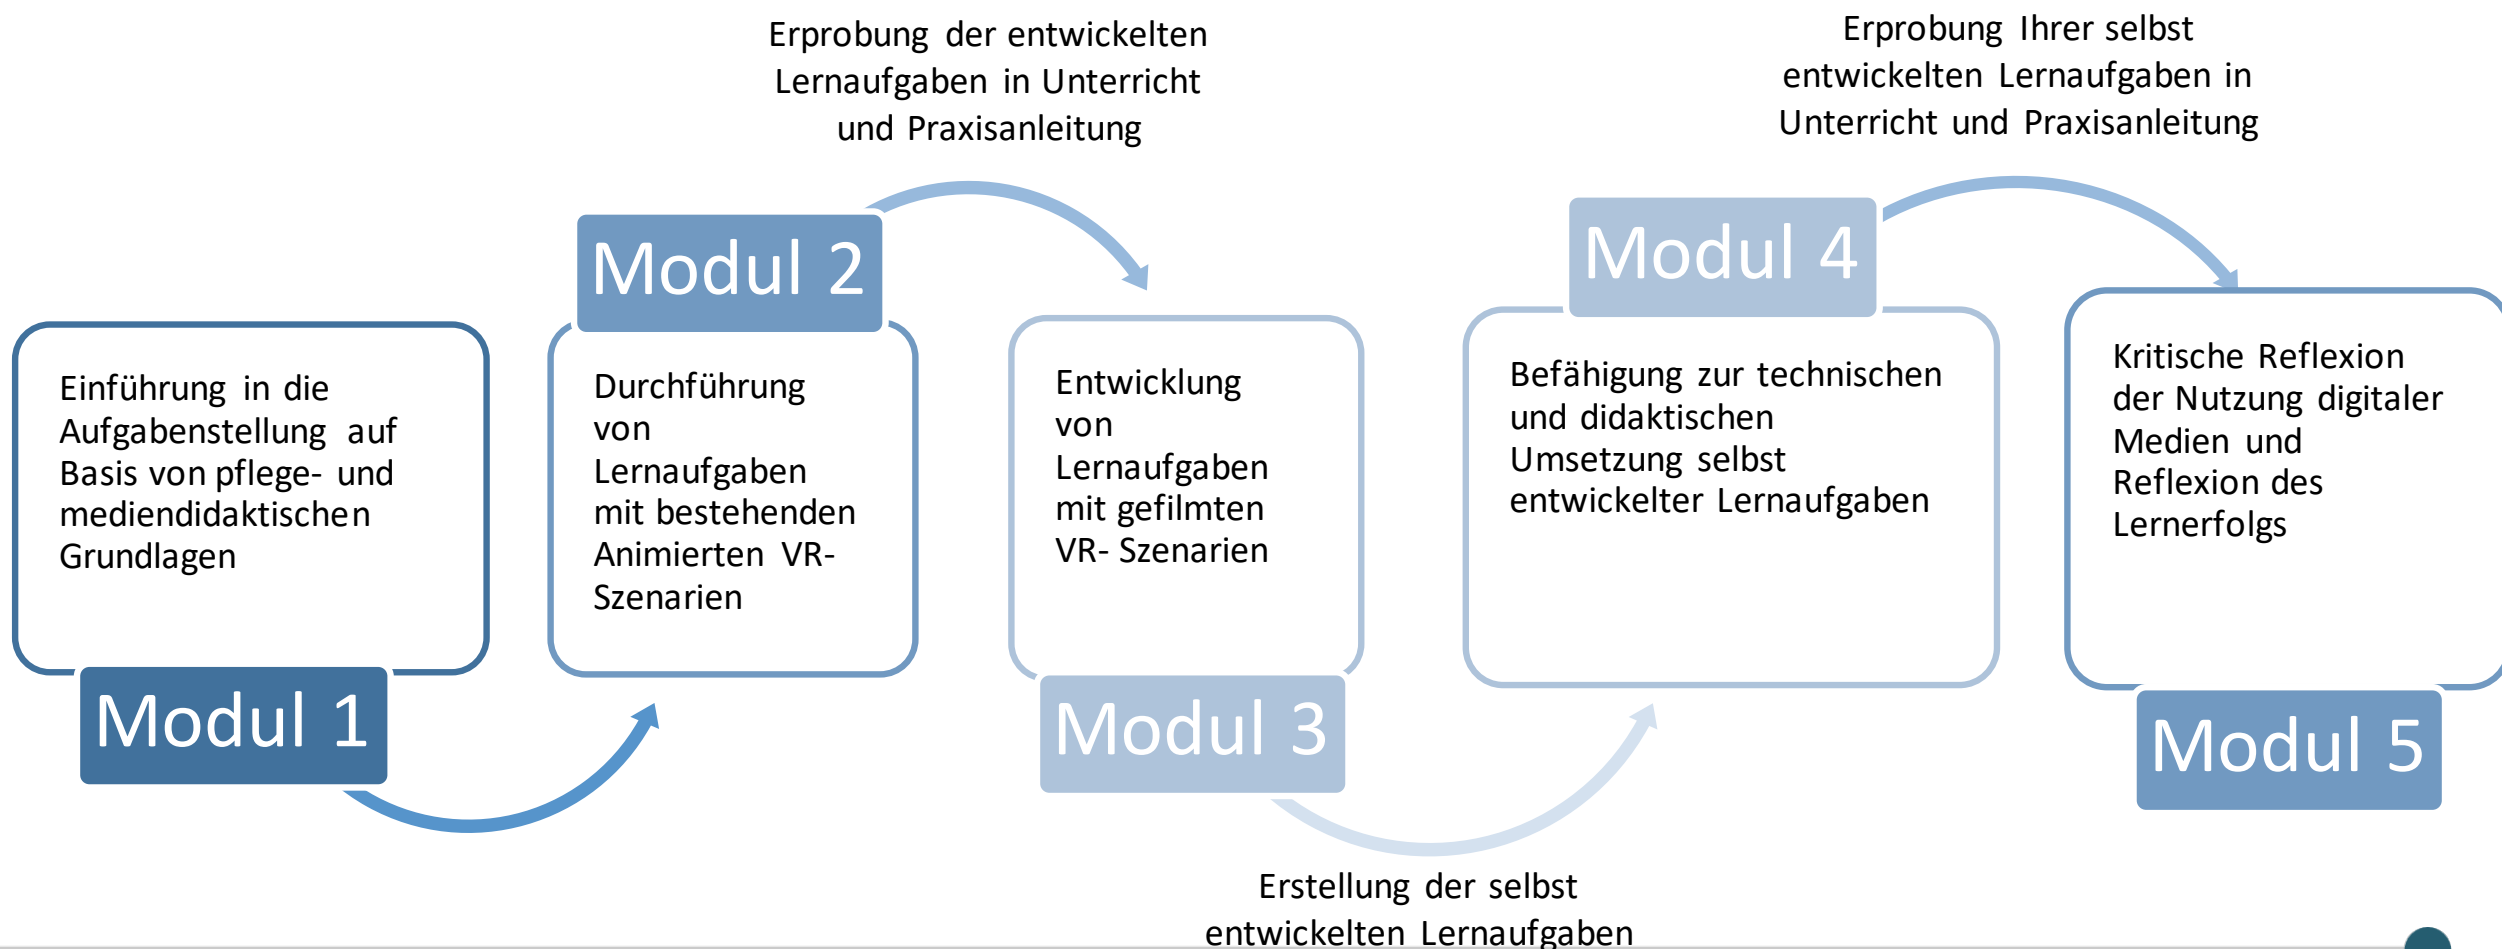 Einführung in die
Aufgabenstellung auf
Basis von pflege- und
mediendidaktischen
Grundlagen
Modul 1
Modul 2
Durchführung
von
Lernaufgaben
mit bestehenden
Animierten VR-
Szenarien
Erprobung der entwickelten
Lernaufgaben in Unterricht
und Praxisanleitung
Entwicklung
von
Lernaufgaben
mit gefilmten
VR- Szenarien
Modul 3
Erstellung der selbst
entwickelten Lernaufgaben
Modul 4
Befähigung zur technischen
und didaktischen
Umsetzung selbst
entwickelter Lernaufgaben
Erprobung Ihrer selbst
entwickelten Lernaufgaben in
Unterricht und Praxisanleitung
Kritische Reflexion
der Nutzung digitaler
Medien und
Reflexion des
Lernerfolgs
Modul 5